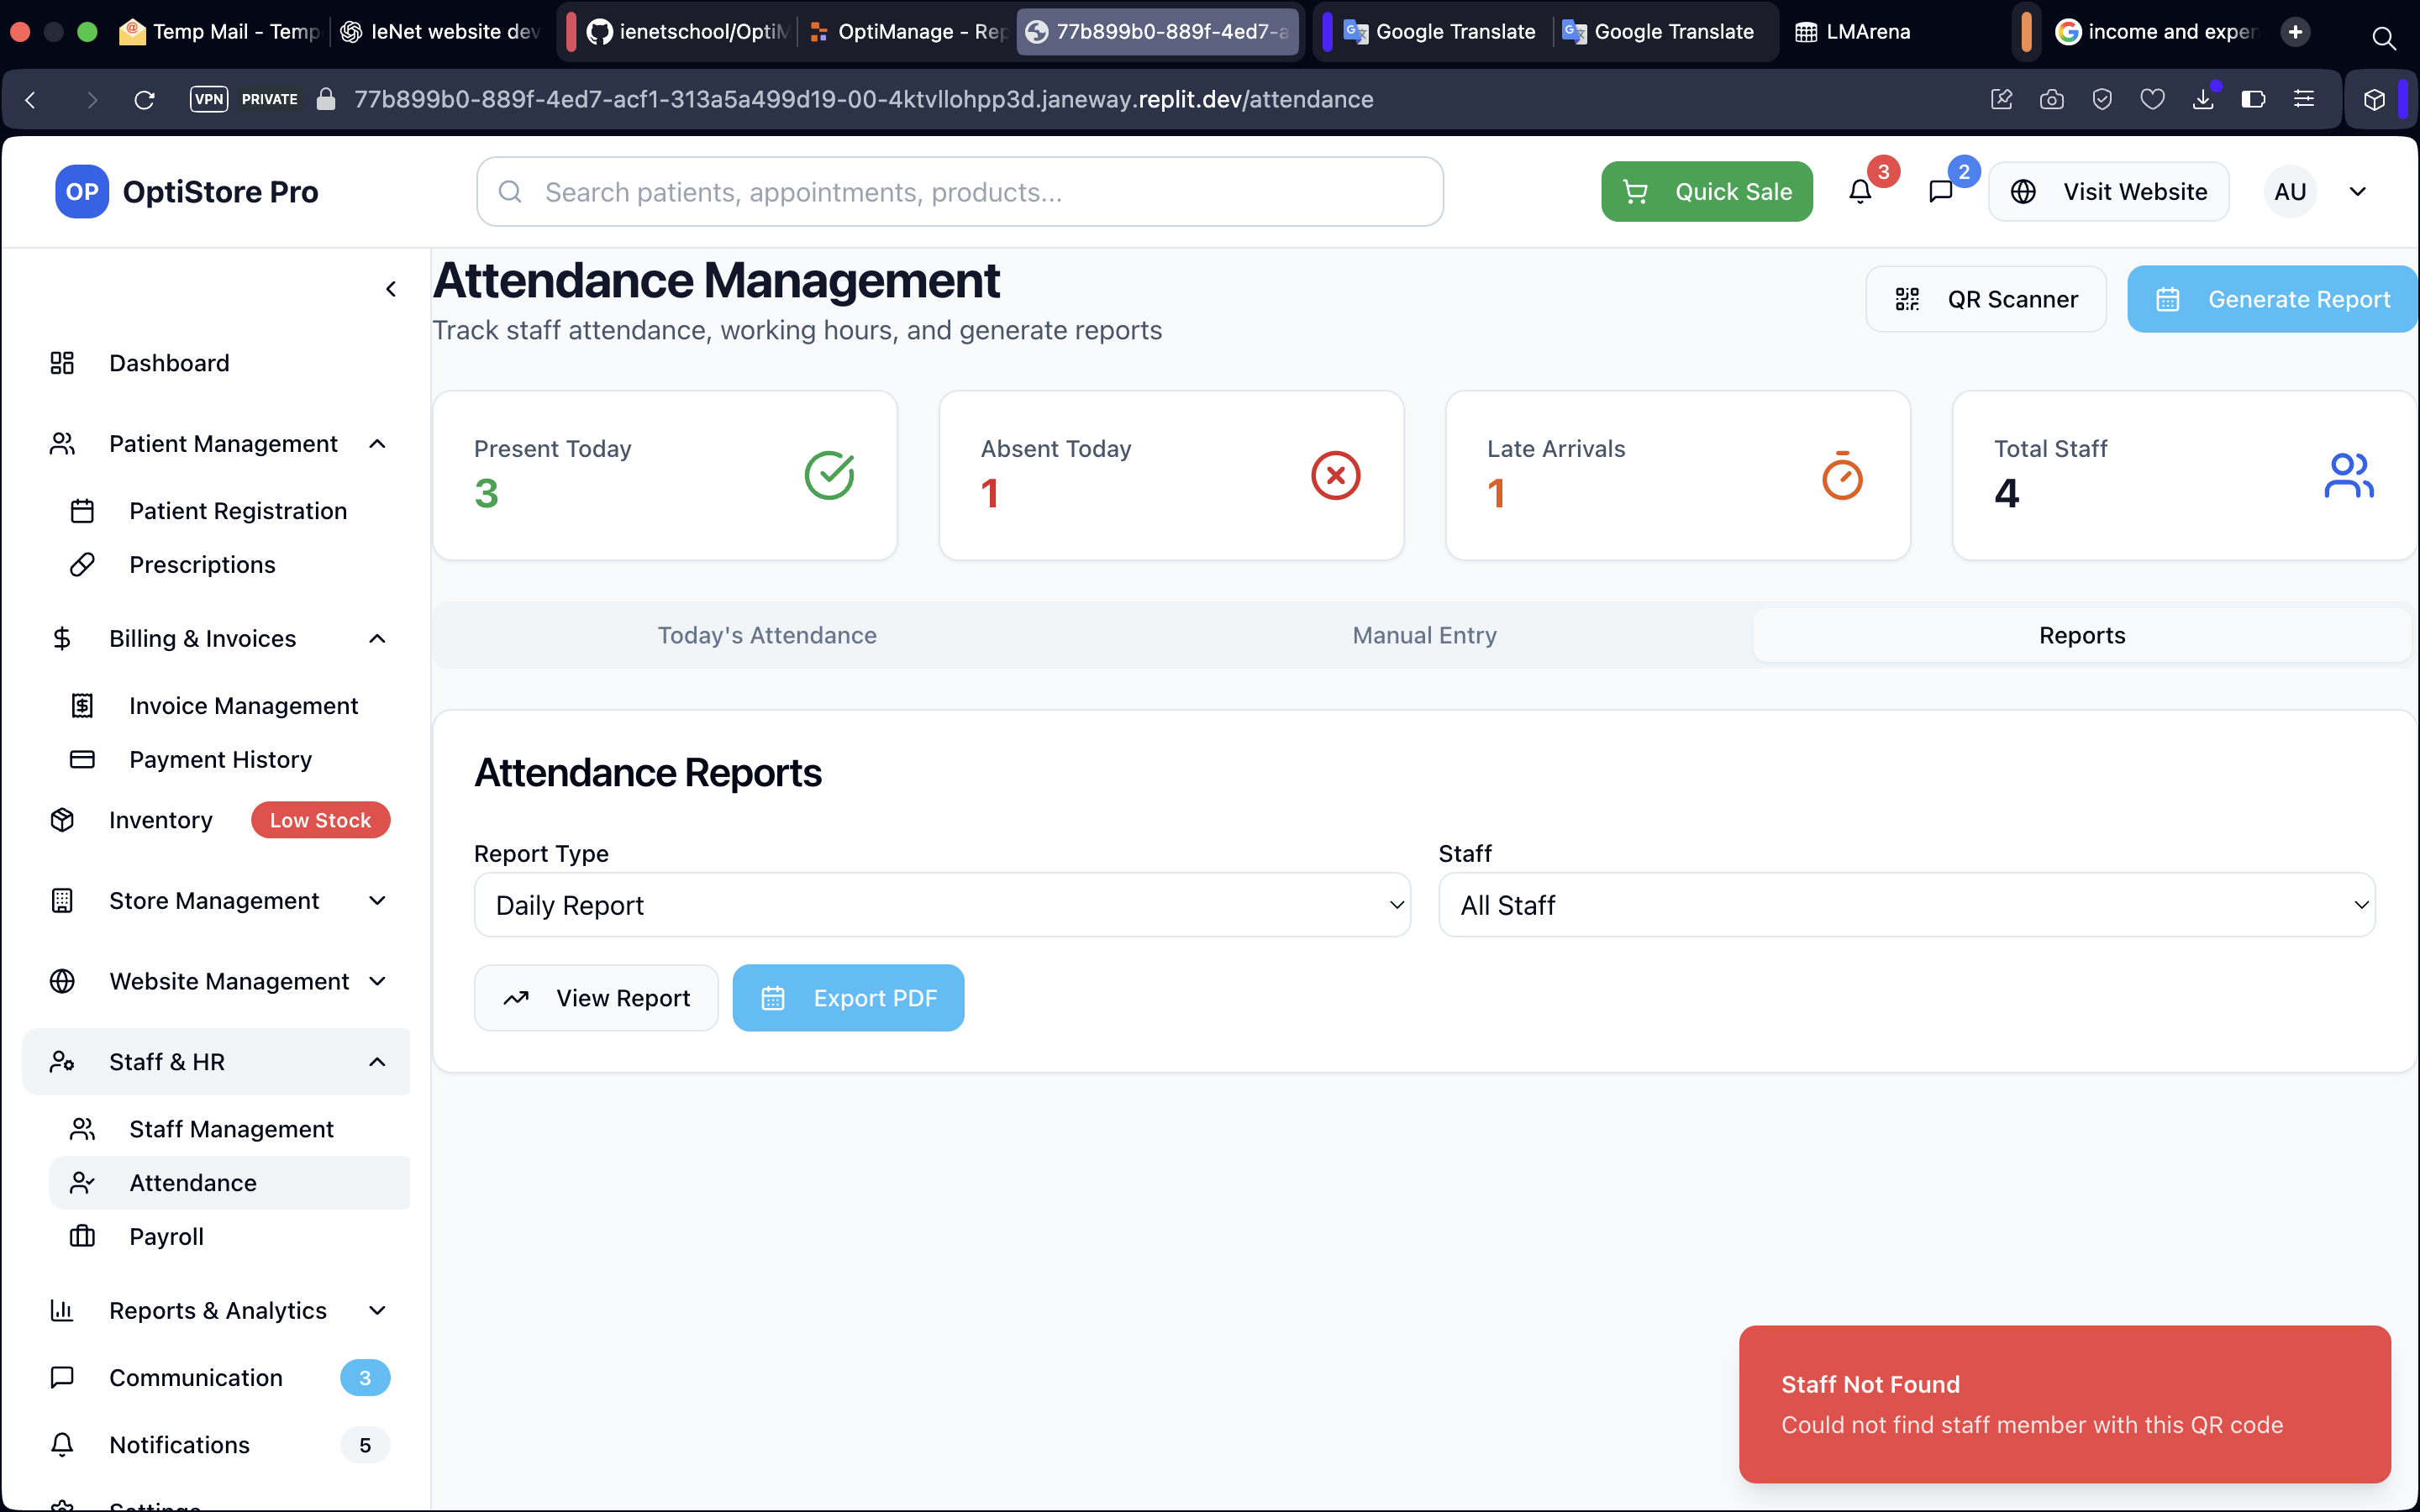 Temp Mail - Temp
IeNet website dev
ienetschool/OptiM
OptiManage - Rep
77b899b0-889f-4ed7-a
Google Translate
Google Translate
LMArena
income and exper
VPN PRIVATE 77b899b0-889f-4ed7-acf1-313a5a499d19-00-4ktvllohpp3d.janeway.replit.dev/attendance
OP OptiStore Pro
Search patients, appointments, products...
Quick Sale
3
2
Visit Website
AU
Dashboard
Patient Management
Patient Registration
Prescriptions
Billing & Invoices
Invoice Management
Payment History
Inventory Low Stock
Store Management
Website Management
Staff & HR
Staff Management
Attendance
Payroll
Reports & Analytics
Communication 3
Notifications 5
Settings
Attendance Management
Track staff attendance, working hours, and generate reports
QR Scanner
Generate Report
Present Today
3
Absent Today
1
Late Arrivals
1
Total Staff
4
Today's Attendance
Manual Entry
Reports
Attendance Reports
Report Type
Daily Report
Staff
All Staff
View Report
Export PDF
Staff Not Found
Could not find staff member with this QR code